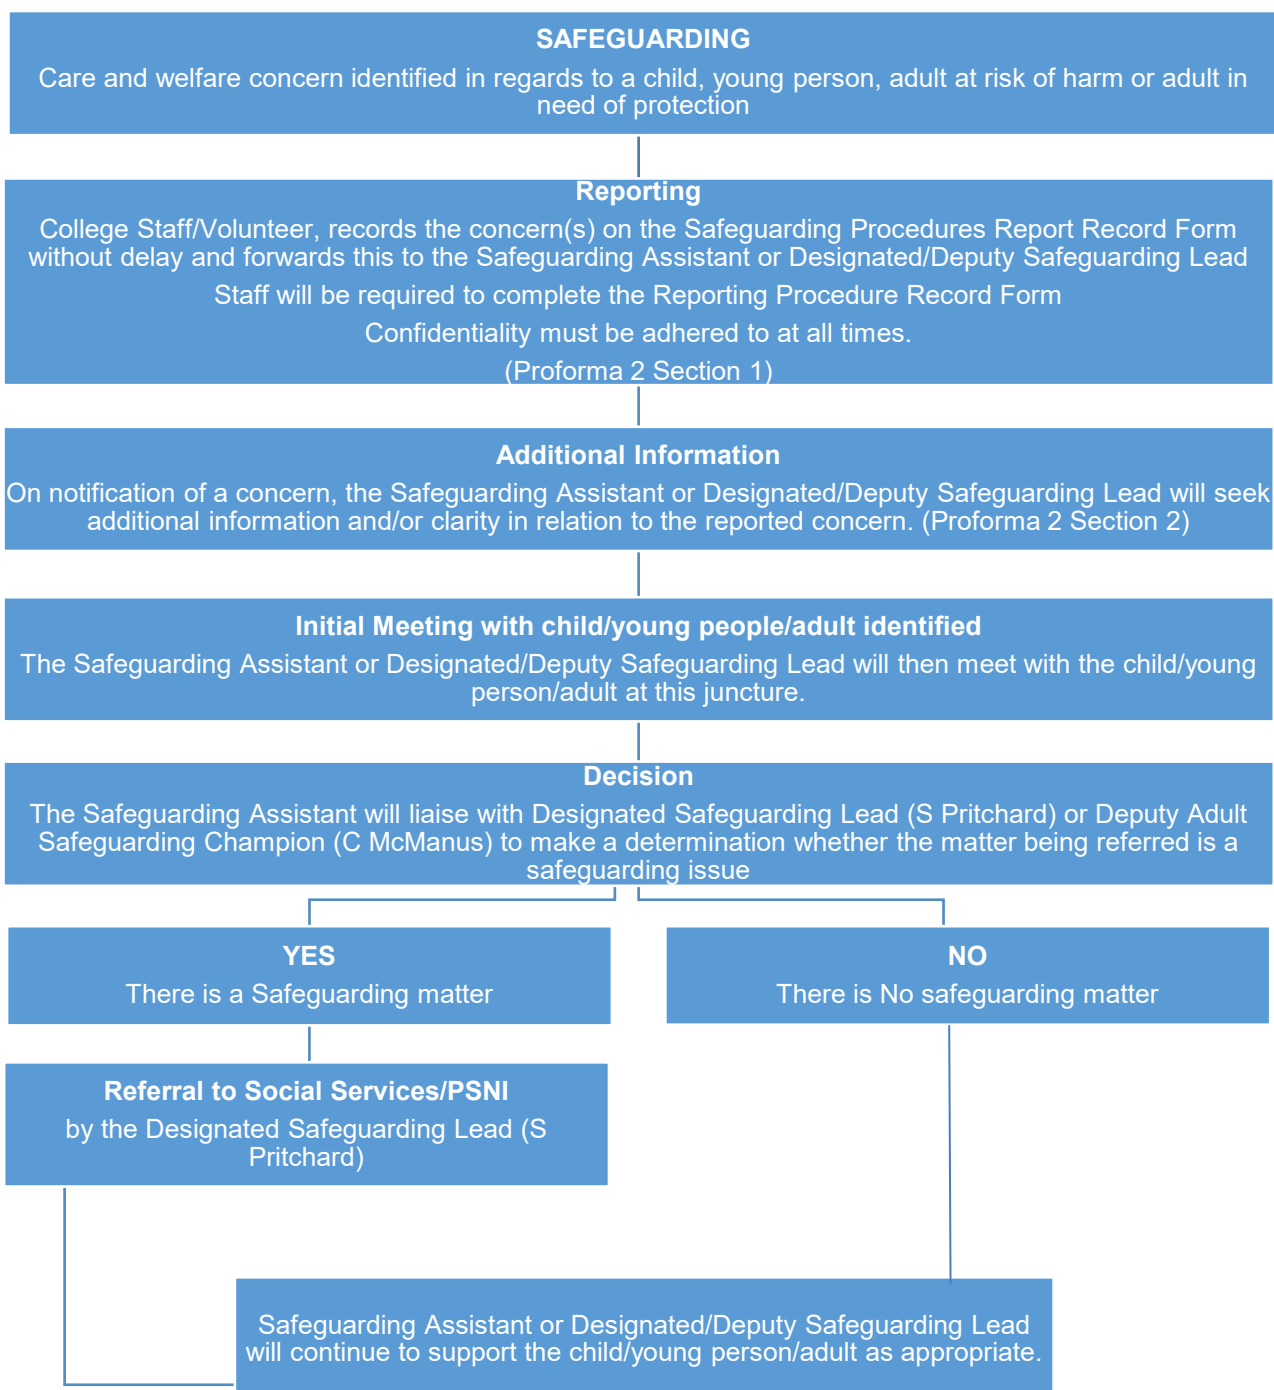 SAFEGUARDING
Care and welfare concern identified in regards to a child, young person, adult at risk of harm or adult in
need of protection
Reporting
College Staff/Volunteer, records the concern(s) on the Safeguarding Procedures Report Record Form
without delay and forwards this to the Safeguarding Assistant or Designated/Deputy Safeguarding Lead
Staff will be required to complete the Reporting Procedure Record Form
Confidentiality must be adhered to at all times.
(Proforma 2 Section 1)
Additional Information
On notification of a concern, the Safeguarding Assistant or Designated/Deputy Safeguarding Lead will seek
additional information and/or clarity in relation to the reported concern. (Proforma 2 Section 2)
Initial Meeting with child/young people/adult identified
The Safeguarding Assistant or Designated/Deputy Safeguarding Lead will then meet with the child/young
person/adult at this juncture.
Decision
The Safeguarding Assistant will liaise with Designated Safeguarding Lead (S Pritchard) or Deputy Adult
Safeguarding Champion (C McManus) to make a determination whether the matter being referred is a
safeguarding issue
YES
There is a Safeguarding matter
NO
There is No safeguarding matter
Referral to Social Services/PSNI
by the Designated Safeguarding Lead (S
Pritchard)
Safeguarding Assistant or Designated/Deputy Safeguarding Lead
will continue to support the child/young person/adult as appropriate.